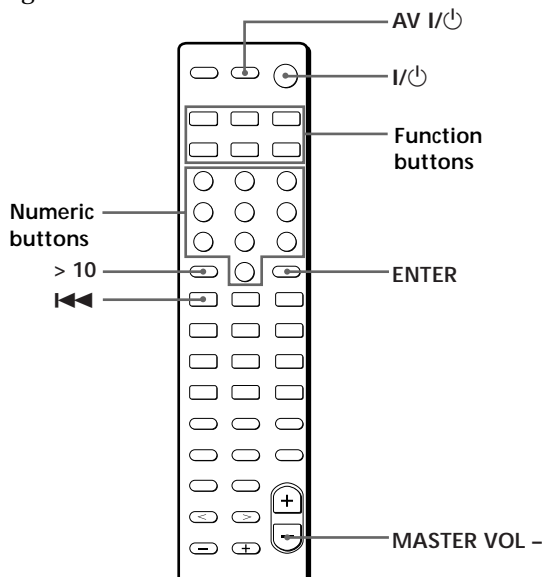 AV I/⏻
I/⏻
Function
buttons
Numeric
buttons
> 10
ENTER
I◀◀
+
–
< >
– +
MASTER VOL –